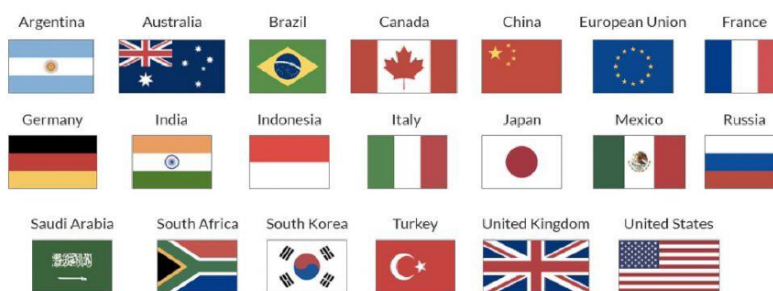 Argentina Australia Brazil Canada China European Union France
Germany India Indonesia Italy Japan Mexico Russia
Saudi Arabia South Africa South Korea Turkey United Kingdom United States